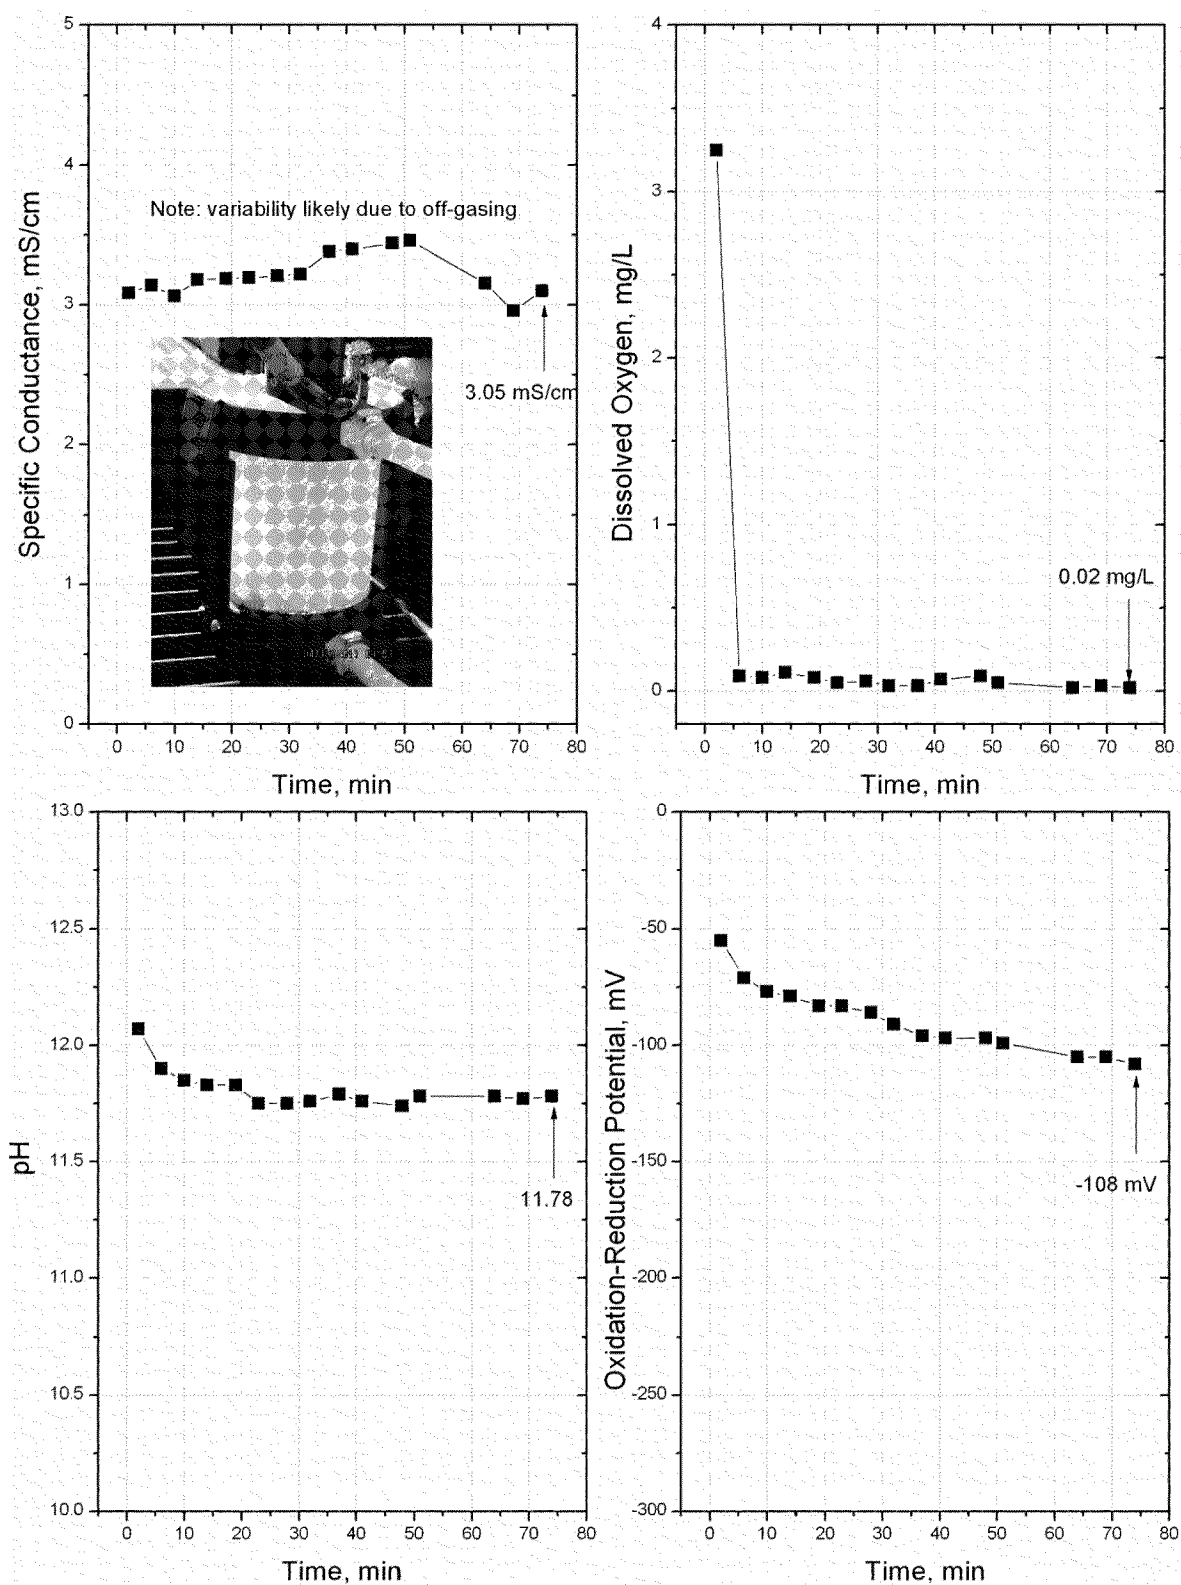 5
4
3
2
1
0
Specific Conductance, mS/cm
Note: variability likely due to off-gasing
3.05 mS/cm
0 10 20 30 40 50 60 70 80
Time, min
4
3
2
1
0
Dissolved Oxygen, mg/L
0.02 mg/L
0 10 20 30 40 50 60 70 80
Time, min
13.0
12.5
12.0
11.5
11.0
10.5
10.0
pH
11.78
0 10 20 30 40 50 60 70 80
Time, min
0
-50
-100
-150
-200
-250
-300
Oxidation-Reduction Potential, mV
-108 mV
0 10 20 30 40 50 60 70 80
Time, min